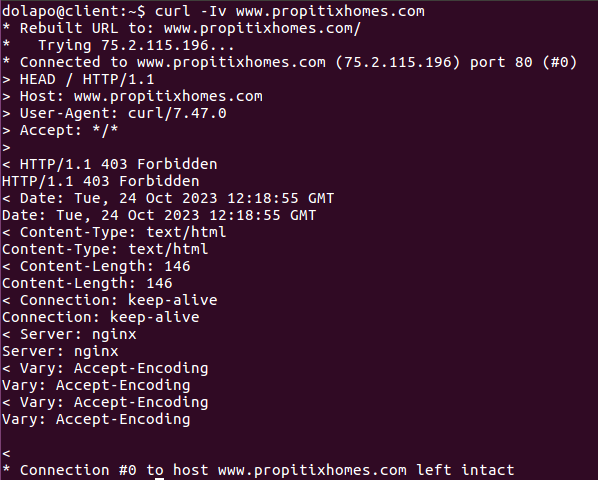 dolapo@client:~$ curl -Iv www.propitixhomes.com
* Rebuilt URL to: www.propitixhomes.com/
*   Trying 75.2.115.196...
* Connected to www.propitixhomes.com (75.2.115.196) port 80 (#0)
> HEAD / HTTP/1.1
> Host: www.propitixhomes.com
> User-Agent: curl/7.47.0
> Accept: */*
>
< HTTP/1.1 403 Forbidden
HTTP/1.1 403 Forbidden
< Date: Tue, 24 Oct 2023 12:18:55 GMT
Date: Tue, 24 Oct 2023 12:18:55 GMT
< Content-Type: text/html
Content-Type: text/html
< Content-Length: 146
Content-Length: 146
< Connection: keep-alive
Connection: keep-alive
< Server: nginx
Server: nginx
< Vary: Accept-Encoding
Vary: Accept-Encoding
< Vary: Accept-Encoding
Vary: Accept-Encoding

<
* Connection #0 to host www.propitixhomes.com left intact